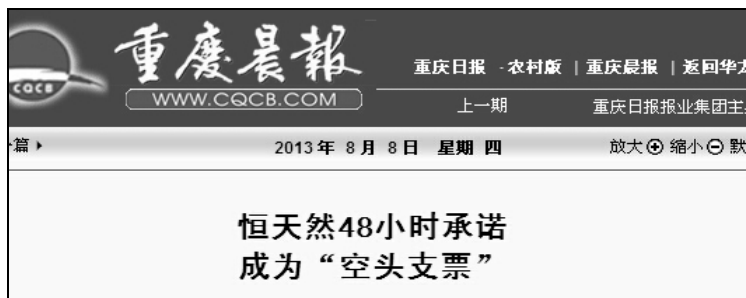 重慶晨報
CQCB
WWW.CQCB.COM
重庆日报 - 农村版 | 重庆晨报 | 返回华
上一期 重庆日报报业集团主
篇
2013年 8月 8日 星期 四 放大 缩小 默
恒天然48小时承诺
成为“空头支票”